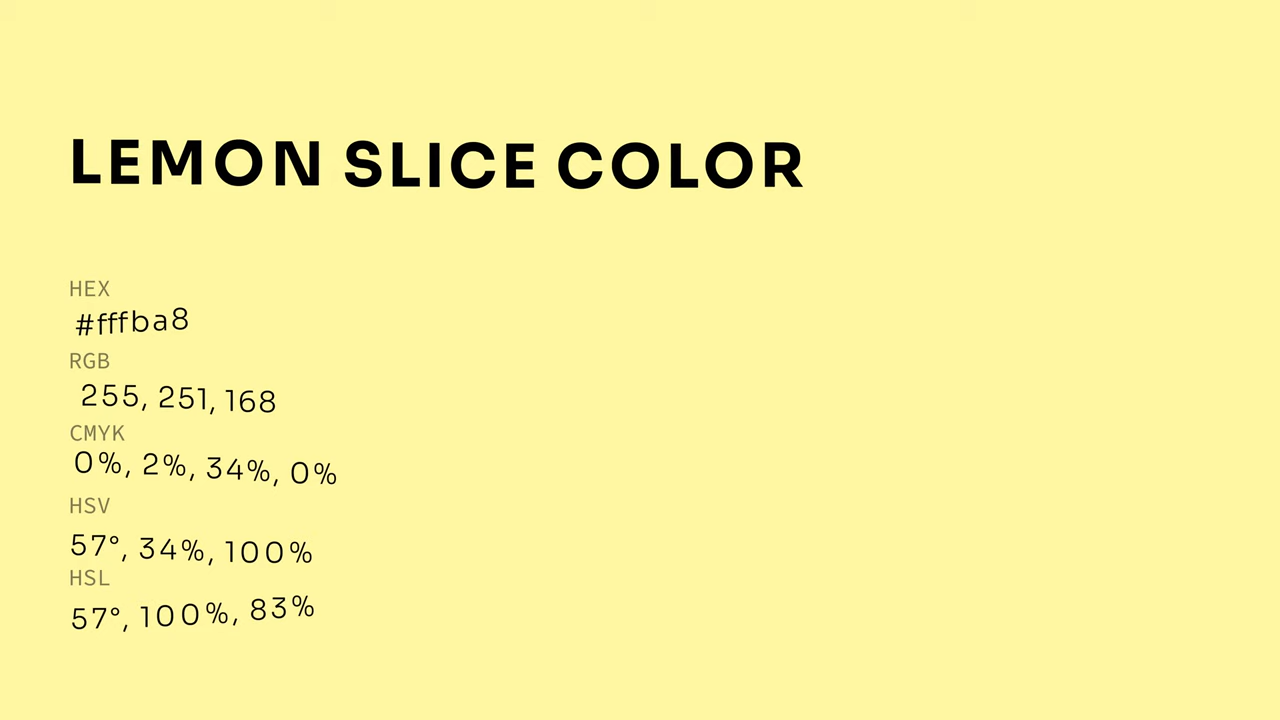 LEMON SLICE COLOR
HEX
#fffba8
RGB
255, 251, 168
CMYK
0%, 2%, 34%, 0%
HSV
57°, 34%, 100%
HSL
57°, 100%, 83%